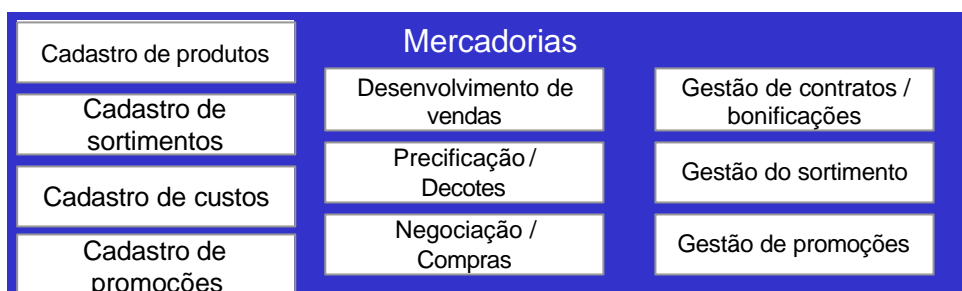 Mercadorias
Cadastro de produtos
Cadastro de
sortimentos
Cadastro de custos
Cadastro de
promoções
Desenvolvimento de
vendas
Precificação /
Decotes
Negociação /
Compras
Gestão de contratos /
bonificações
Gestão do sortimento
Gestão de promoções